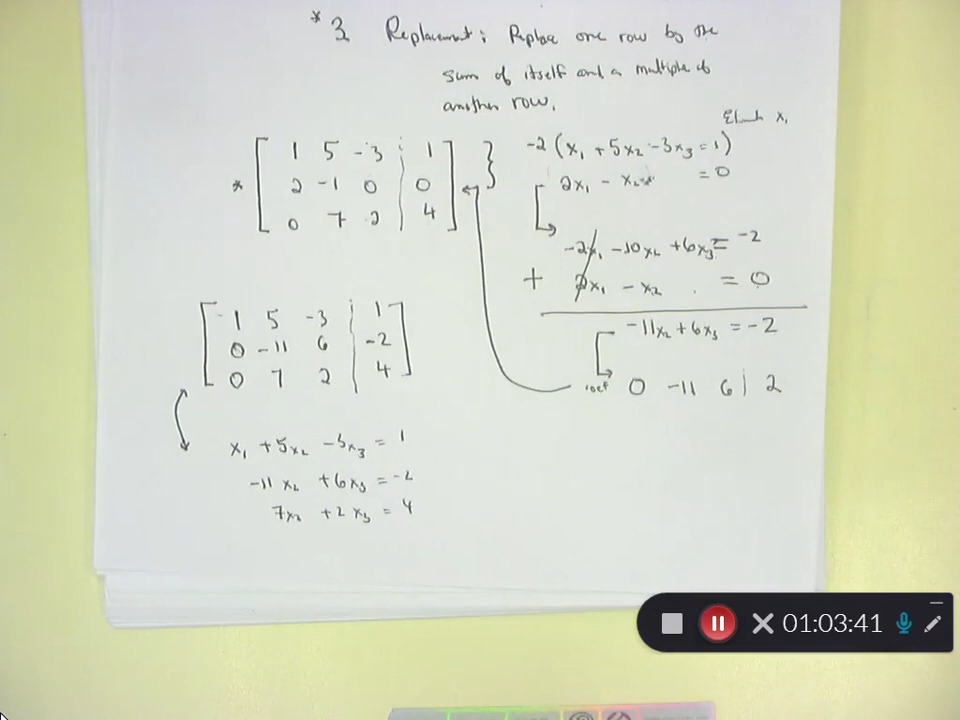 * 3 Replacement: Replace one row by the
sum of itself and a multiple of
another row.
x₁
[ 1 5 -3 | 1 ]
* [ 2 -1 0 | 0 ]
[ 0 7 2 | 4 ]
-2 (x₁ + 5x₂ - 3x₃ = 1)
2x₁ - x₂ = 0
-2x₁ - 10x₂ + 6x₃ = -2
+ 2x₁ - x₂ = 0
-11x₂ + 6x₃ = -2
0 -11 6 | 2
[ 1 5 -3 | 1 ]
[ 0 -11 6 | -2 ]
[ 0 7 2 | 4 ]
x₁ + 5x₂ - 3x₃ = 1
-11x₂ + 6x₃ = -2
7x₂ + 2x₃ = 4
01:03:41